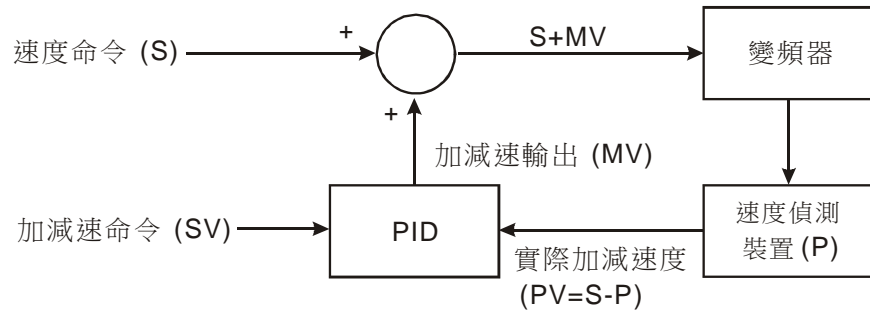 速度命令 (S)
+
S+MV
變頻器
+
加減速輸出 (MV)
加減速命令 (SV)
PID
速度偵測
裝置 (P)
實際加減速度
(PV=S-P)